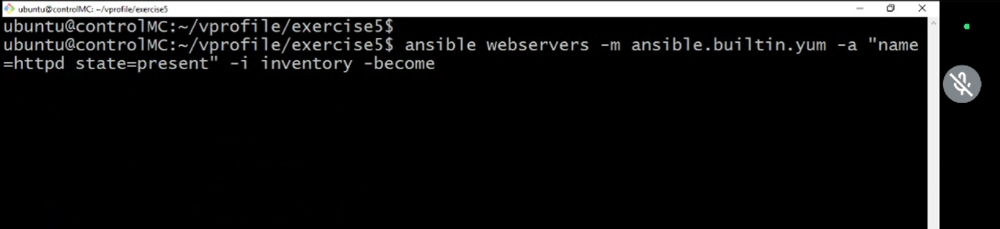 ubuntu@controlMC: ~/vprofile/exercise5
ubuntu@controlMC:~/vprofile/exercise5$
ubuntu@controlMC:~/vprofile/exercise5$ ansible webservers -m ansible.builtin.yum -a "name
=httpd state=present" -i inventory -become